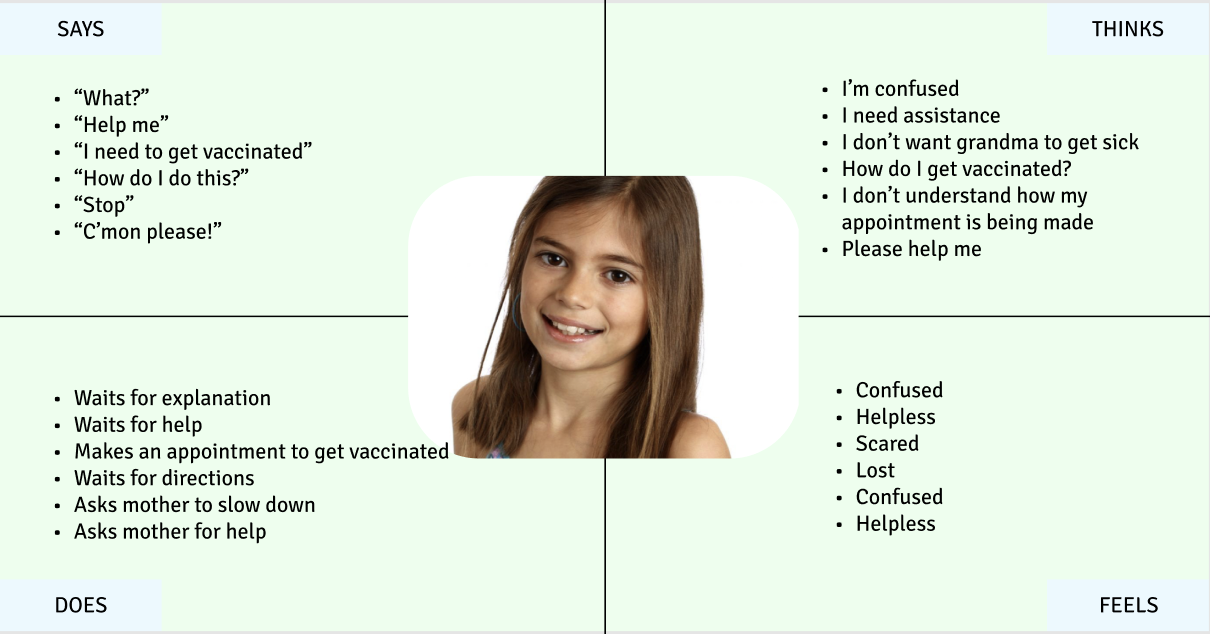 SAYS
• “What?”
• “Help me”
• “I need to get vaccinated”
• “How do I do this?”
• “Stop”
• “C’mon please!”
THINKS
• I’m confused
• I need assistance
• I don’t want grandma to get sick
• How do I get vaccinated?
• I don’t understand how my
appointment is being made
• Please help me
• Waits for explanation
• Waits for help
• Makes an appointment to get vaccinated
• Waits for directions
• Asks mother to slow down
• Asks mother for help
DOES
• Confused
• Helpless
• Scared
• Lost
• Confused
• Helpless
FEELS